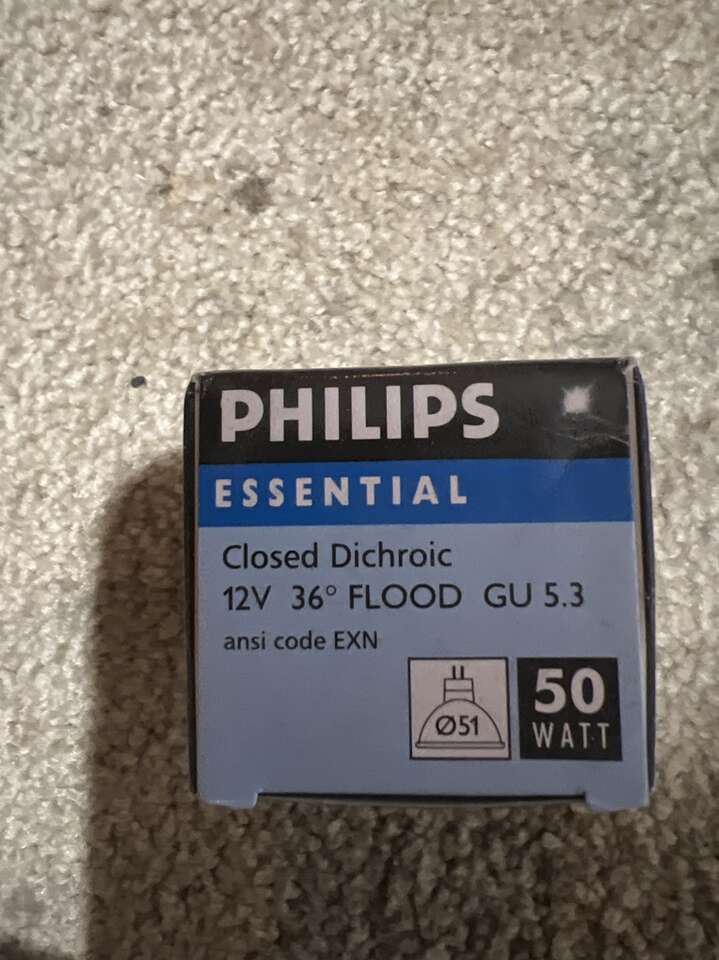 PHILIPS
ESSENTIAL
Closed Dichroic
12V 36° FLOOD GU 5.3
ansi code EXN
Ø51
50
WATT